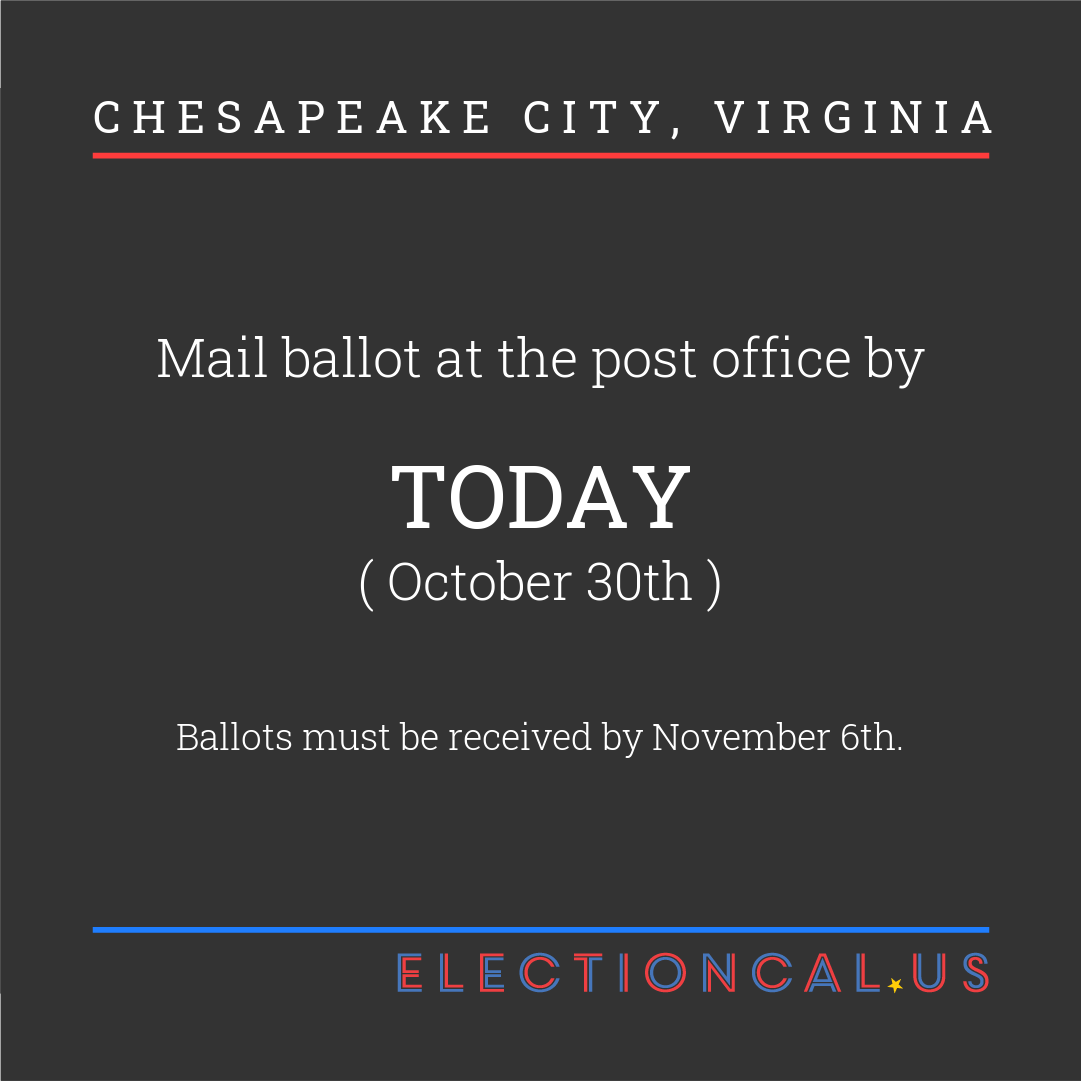 CHESAPEAKE CITY, VIRGINIA
Mail ballot at the post office by
TODAY
( October 30th )
Ballots must be received by November 6th.
ELECTIONCAL.US